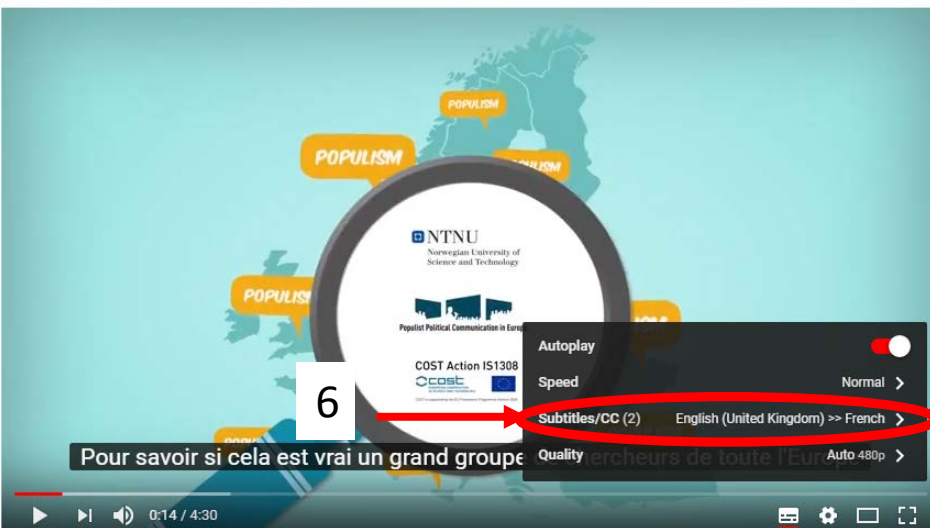 POPULISM
POPULISM
POPULISM
NTNU
Norwegian University of
Science and Technology
Populist Political Communication in Europe
COST Action IS1308
cost
Autoplay
Speed Normal
6
Subtitles/CC (2) English (United Kingdom) >> French
Quality Auto 480p
Pour savoir si cela est vrai un grand groupe de chercheurs de toute l'Europe
0:14 / 4:30